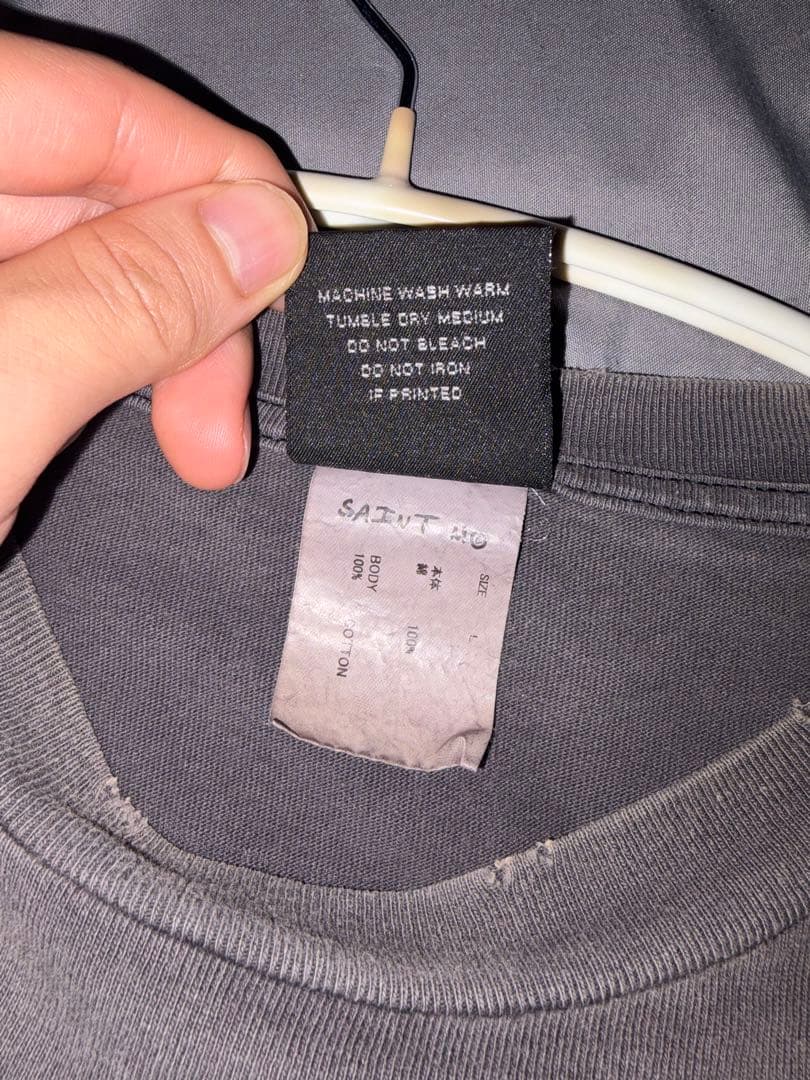 MACHINE WASH WARM
TUMBLE DRY MEDIUM
DO NOT BLEACH
DO NOT IRON
IF PRINTED
SAINT
SIZE L
本体 100%
綿
BODY COTTON
100%